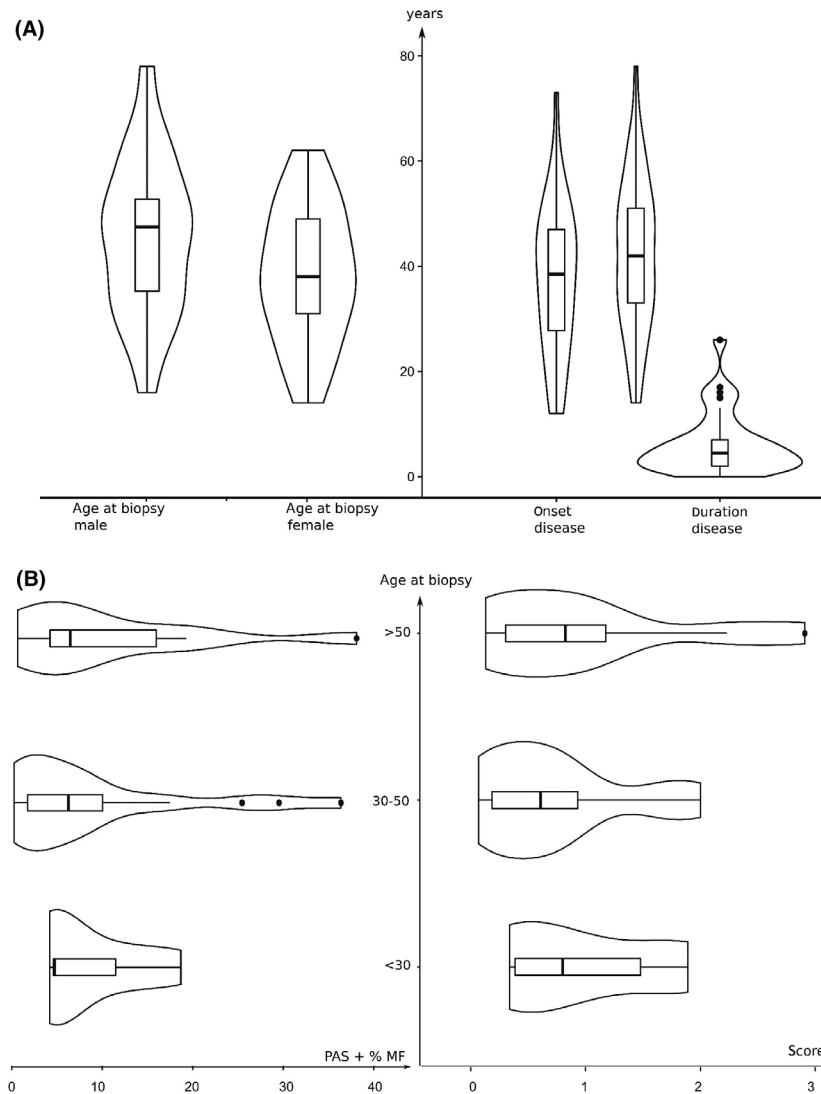 (A)
years
80
60
40
20
0
Age at biopsy
male
Age at biopsy
female
Onset
disease
Duration
disease
(B)
Age at biopsy
>50
30-50
<30
PAS + % MF
Score
0 10 20 30 40
0 1 2 3